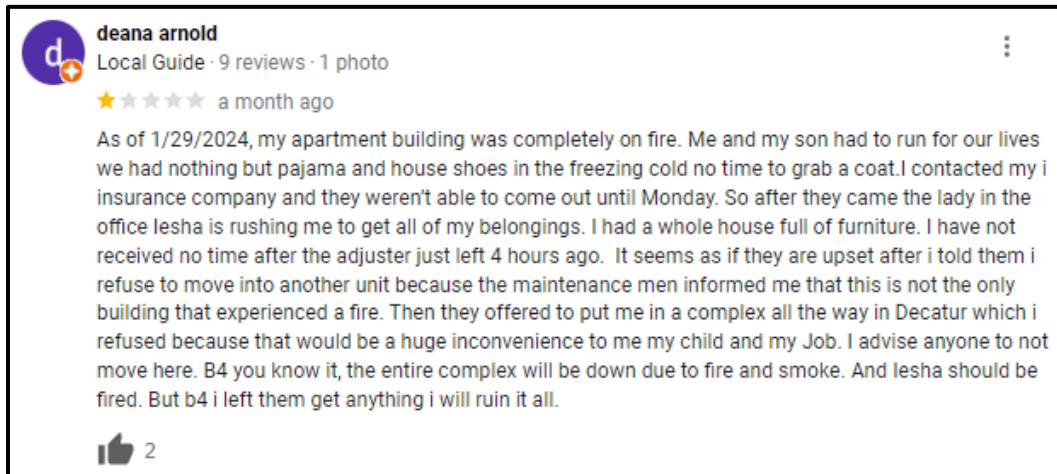 d
deana arnold
Local Guide · 9 reviews · 1 photo
a month ago
As of 1/29/2024, my apartment building was completely on fire. Me and my son had to run for our lives
we had nothing but pajama and house shoes in the freezing cold no time to grab a coat.I contacted my i
insurance company and they weren't able to come out until Monday. So after they came the lady in the
office Iesha is rushing me to get all of my belongings. I had a whole house full of furniture. I have not
received no time after the adjuster just left 4 hours ago.  It seems as if they are upset after i told them i
refuse to move into another unit because the maintenance men informed me that this is not the only
building that experienced a fire. Then they offered to put me in a complex all the way in Decatur which i
refused because that would be a huge inconvenience to me my child and my Job. I advise anyone to not
move here. B4 you know it, the entire complex will be down due to fire and smoke. And Iesha should be
fired. But b4 i left them get anything i will ruin it all.
2